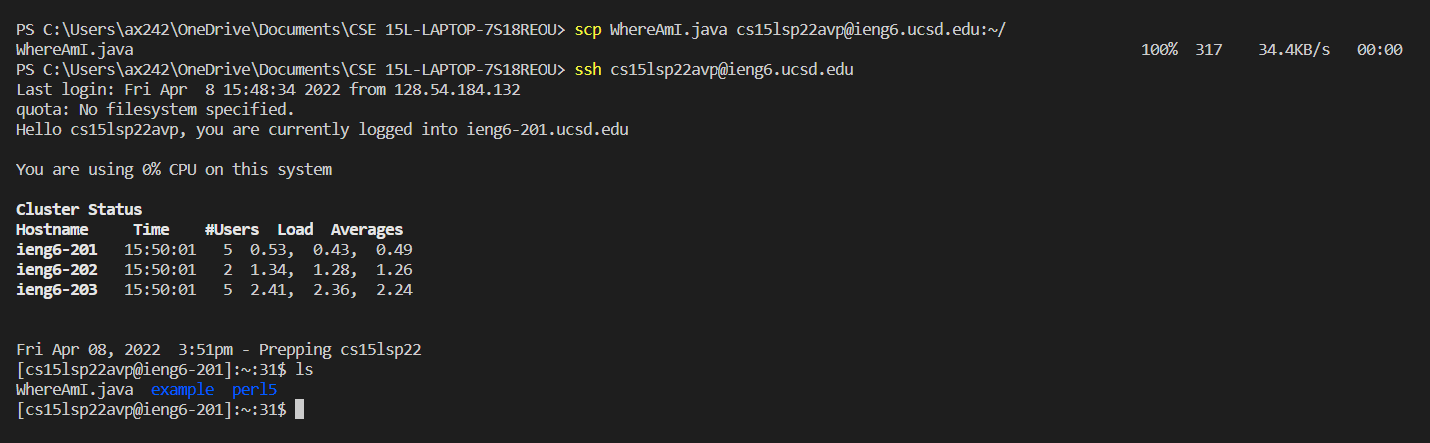 PS C:\Users\ax242\OneDrive\Documents\CSE 15L-LAPTOP-7S18REOU> scp WhereAmI.java cs15lsp22avp@ieng6.ucsd.edu:~/
WhereAmI.java 100% 317 34.4KB/s 00:00
PS C:\Users\ax242\OneDrive\Documents\CSE 15L-LAPTOP-7S18REOU> ssh cs15lsp22avp@ieng6.ucsd.edu
Last login: Fri Apr  8 15:48:34 2022 from 128.54.184.132
quota: No filesystem specified.
Hello cs15lsp22avp, you are currently logged into ieng6-201.ucsd.edu
You are using 0% CPU on this system
Cluster Status
Hostname     Time    #Users  Load  Averages
ieng6-201   15:50:01   5  0.53,  0.43,  0.49
ieng6-202   15:50:01   2  1.34,  1.28,  1.26
ieng6-203   15:50:01   5  2.41,  2.36,  2.24
Fri Apr 08, 2022  3:51pm - Prepping cs15lsp22
[cs15lsp22avp@ieng6-201]:~:31$ ls
WhereAmI.java  example  perl5
[cs15lsp22avp@ieng6-201]:~:31$